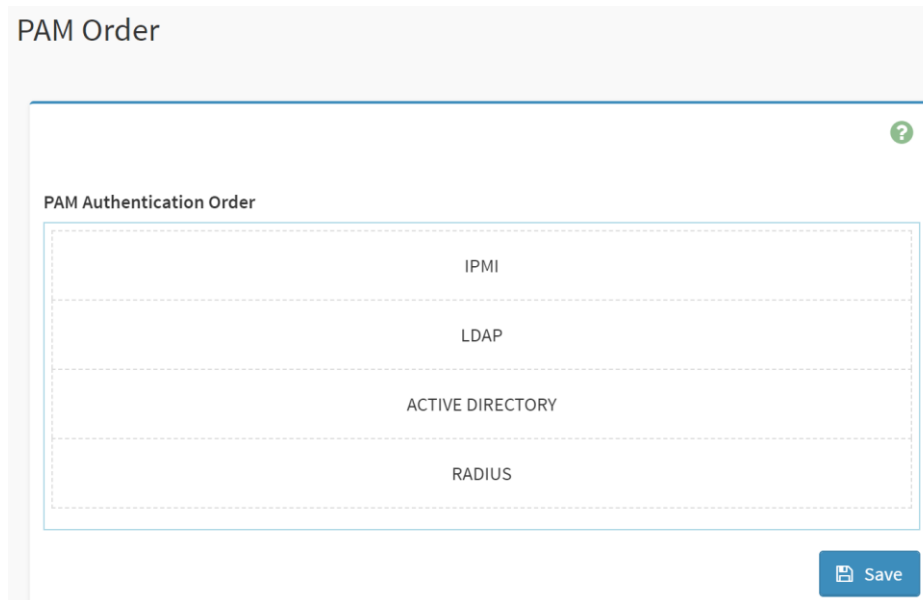 PAM Order
?
PAM Authentication Order
IPMI
LDAP
ACTIVE DIRECTORY
RADIUS
Save